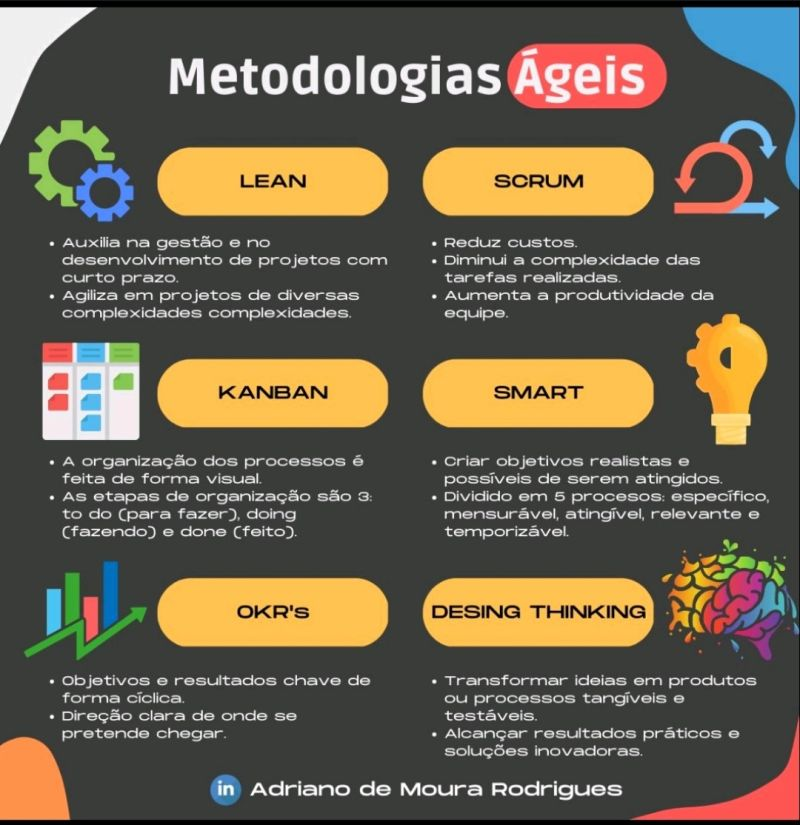 Metodologias Ágeis
LEAN
• Auxilia na gestão e no
desenvolvimento de projetos com
curto prazo.
• Agiliza em projetos de diversas
complexidades complexidades.
SCRUM
• Reduz custos.
• Diminui a complexidade das
tarefas realizadas.
• Aumenta a produtividade da
equipe.
KANBAN
• A organização dos processos é
feita de forma visual.
• As etapas de organização são 3:
to do (para fazer), doing
(fazendo) e done (feito).
SMART
• Criar objetivos realistas e
possíveis de serem atingidos.
• Dividido em 5 procesos: específico,
mensurável, atingível, relevante e
temporizável.
OKR's
• Objetivos e resultados chave de
forma cíclica.
• Direção clara de onde se
pretende chegar.
DESING THINKING
• Transformar ideias em produtos
ou processos tangíveis e
testáveis.
• Alcançar resultados práticos e
soluções inovadoras.
in Adriano de Moura Rodrigues